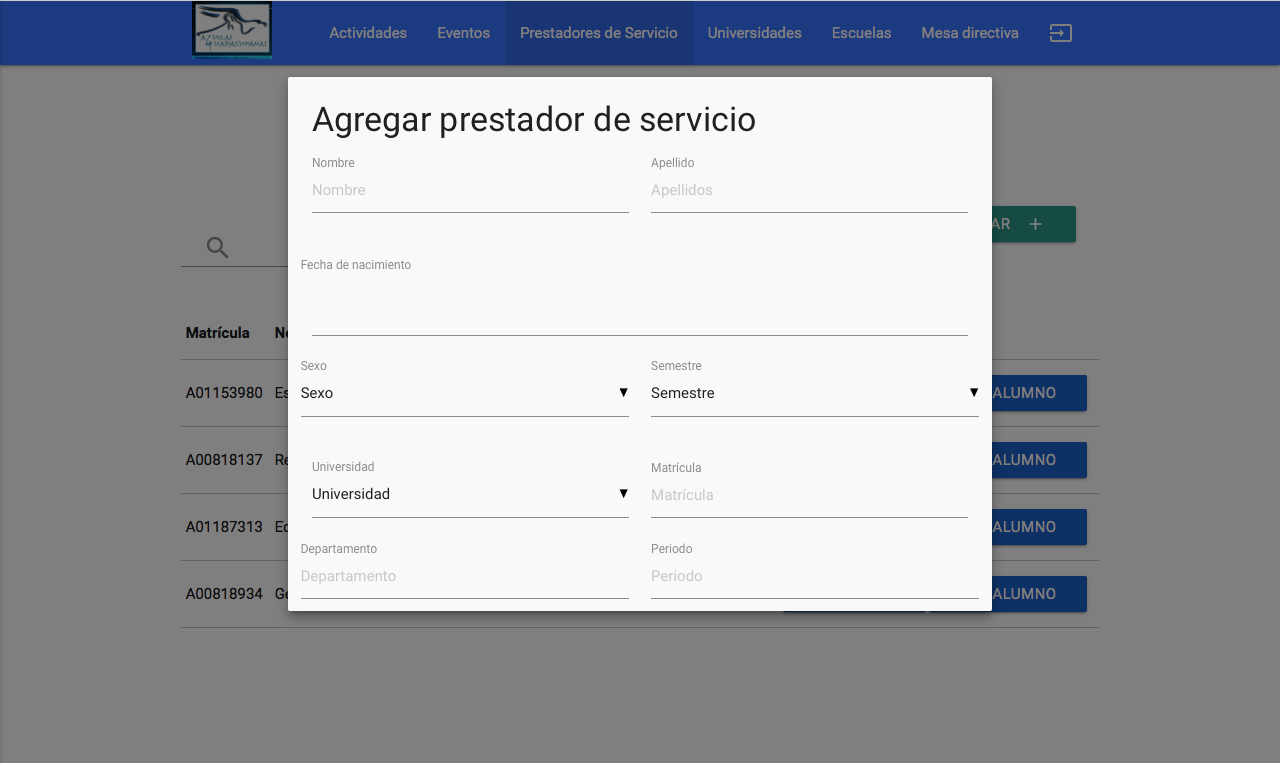 Actividades Eventos Prestadores de Servicio Universidades Escuelas Mesa directiva
Agregar prestador de servicio
Nombre Apellido
Nombre Apellidos
AR +
Fecha de nacimiento
Matrícula
Sexo Semestre
Sexo ▼ Semestre ▼
A01153980 Es ALUMNO
A00818137 Re ALUMNO
Universidad Matrícula
Universidad ▼ Matrícula
A01187313 ALUMNO
Departamento Periodo
Departamento Periodo
A00818934 ALUMNO